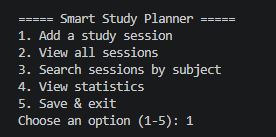 ===== Smart Study Planner =====
1. Add a study session
2. View all sessions
3. Search sessions by subject
4. View statistics
5. Save & exit
Choose an option (1-5): 1